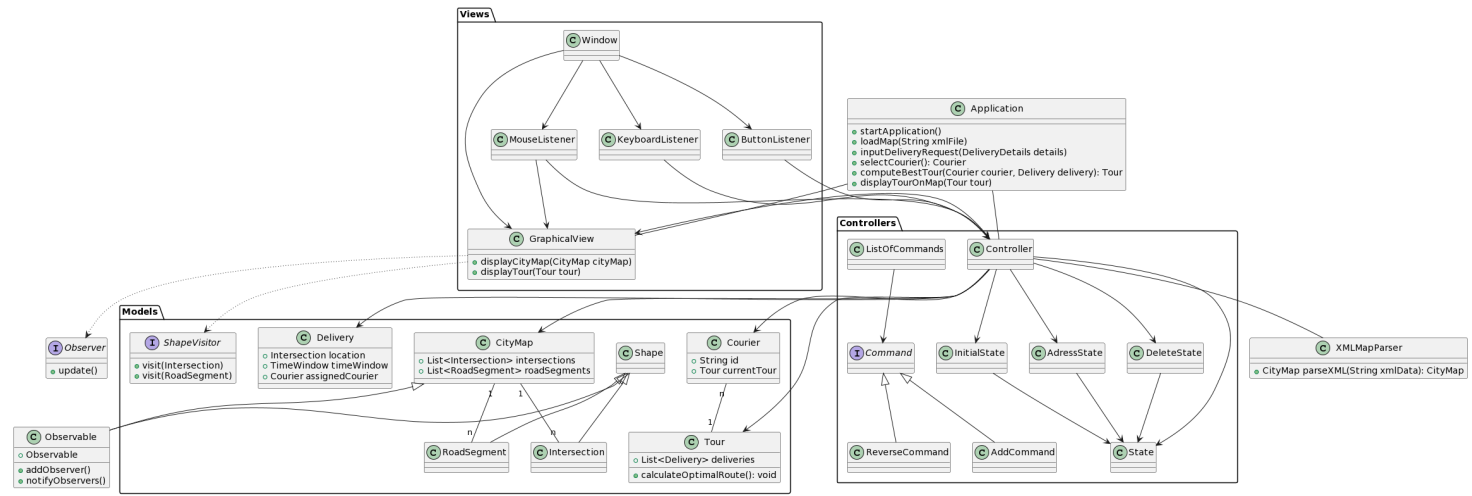 Views
C Window
C MouseListener
C KeyboardListener
C ButtonListener
C GraphicalView
displayCityMap(CityMap cityMap)
displayTour(Tour tour)
C Application
startApplication()
loadMap(String xmlFile)
inputDeliveryRequest(DeliveryDetails details)
selectCourier(): Courier
computeBestTour(Courier courier, Delivery delivery): Tour
displayTourOnMap(Tour tour)
Controllers
C ListOfCommands
C Controller
I Command
C InitialState
C AdressState
C DeleteState
C ReverseCommand
C AddCommand
C State
C XMLMapParser
CityMap parseXML(String xmlData): CityMap
I Observer
update()
Models
I ShapeVisitor
visit(Intersection)
visit(RoadSegment)
C Delivery
Intersection location
TimeWindow timeWindow
Courier assignedCourier
C CityMap
List<Intersection> intersections
List<RoadSegment> roadSegments
C Shape
C Courier
String id
Tour currentTour
1
1
n
n
n
1
C RoadSegment
C Intersection
C Tour
List<Delivery> deliveries
calculateOptimalRoute(): void
C Observable
Observable
addObserver()
notifyObservers()